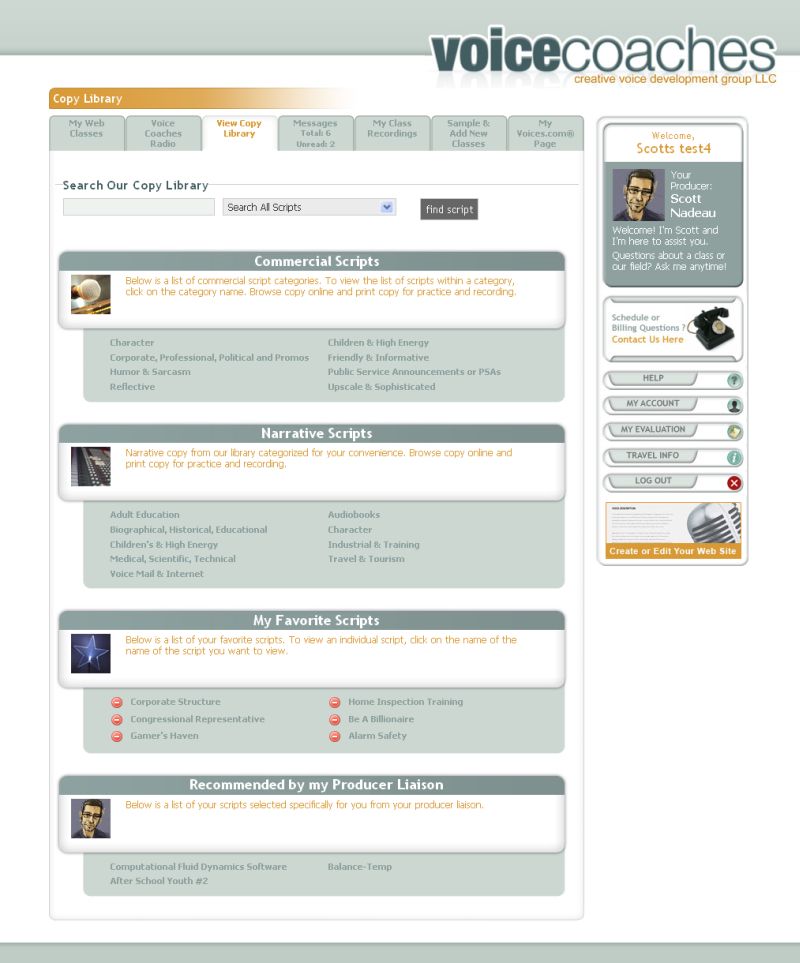 voicecoaches
creative voice development group LLC
Copy Library
My Web
Classes
Voice
Coaches
Radio
View Copy
Library
Messages
Total: 6
Unread: 2
My Class
Recordings
Sample &
Add New
Classes
My
Voices.com®
Page
Search Our Copy Library
Search All Scripts
find script
Commercial Scripts
Below is a list of commercial script categories. To view the list of scripts within a category,
click on the category name. Browse copy online and print copy for practice and recording.
Character
Children & High Energy
Corporate, Professional, Political and Promos
Friendly & Informative
Humor & Sarcasm
Public Service Announcements or PSAs
Reflective
Upscale & Sophisticated
Narrative Scripts
Narrative copy from our library categorized for your convenience. Browse copy online and
print copy for practice and recording.
Adult Education
Audiobooks
Biographical, Historical, Educational
Character
Children's & High Energy
Industrial & Training
Medical, Scientific, Technical
Travel & Tourism
Voice Mail & Internet
My Favorite Scripts
Below is a list of your favorite scripts. To view an individual script, click on the name of the
name of the script you want to view.
Corporate Structure
Home Inspection Training
Congressional Representative
Be A Billionaire
Gamer's Haven
Alarm Safety
Recommended by my Producer Liaison
Below is a list of your scripts selected specifically for you from your producer liaison.
Computational Fluid Dynamics Software
Balance-Temp
After School Youth #2
Welcome,
Scotts test4
Your
Producer:
Scott
Nadeau
Welcome! I'm Scott and
I'm here to assist you.
Questions about a class or
our field? Ask me anytime!
Schedule or
Billing Questions ?
Contact Us Here
HELP
MY ACCOUNT
MY EVALUATION
TRAVEL INFO
LOG OUT
Create or Edit Your Web Site